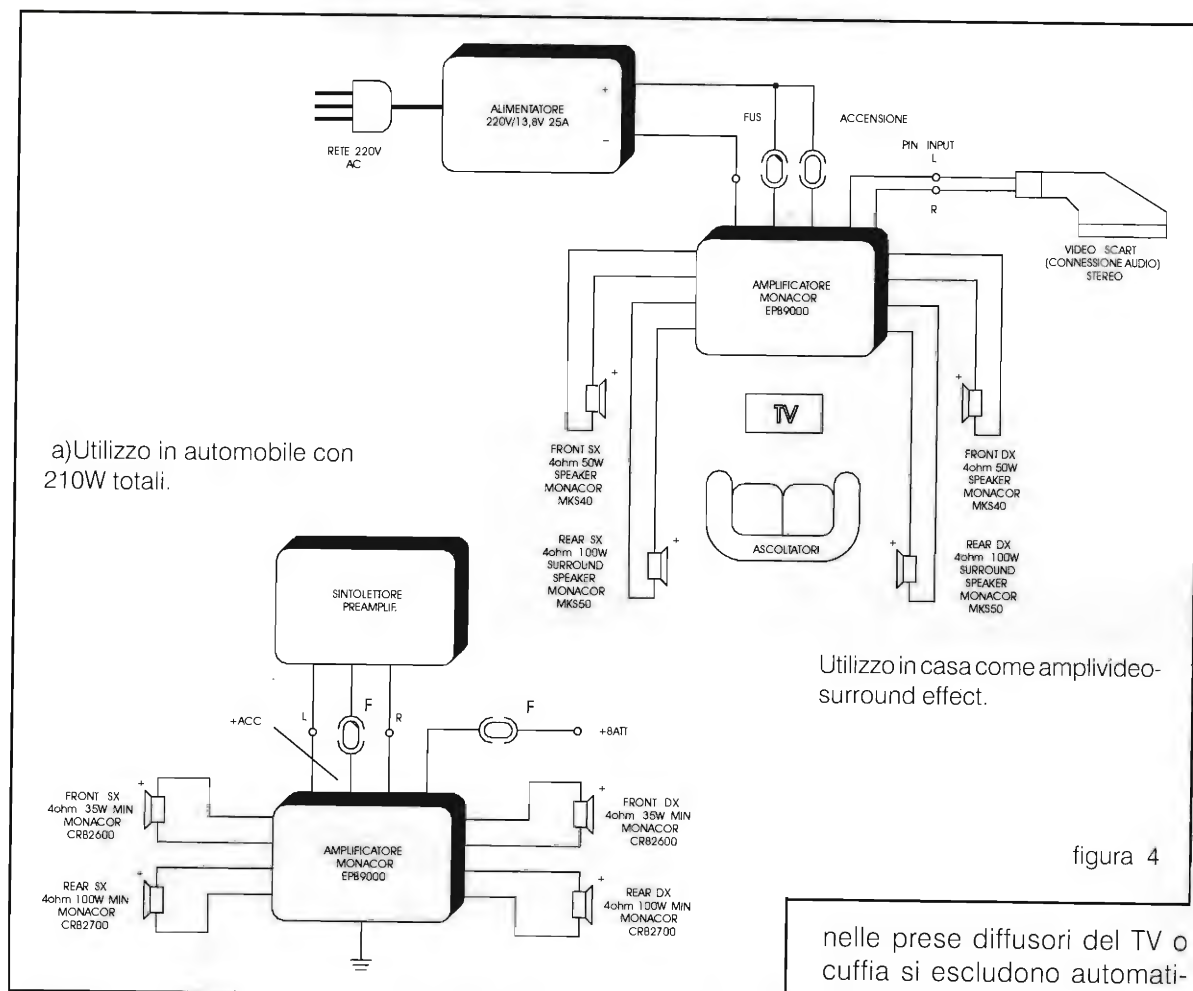 ALIMENTATORE
220V/13,8V 25A
+
−
RETE 220V
AC
FUS
ACCENSIONE
PIN INPUT
L
R
VIDEO SCART
(CONNESSIONE AUDIO)
STEREO
AMPLIFICATORE
MONACOR
EPB9000
+
FRONT SX
4ohm 50W
SPEAKER
MONACOR
MKS40
+
FRONT DX
4ohm 50W
SPEAKER
MONACOR
MKS40
TV
ASCOLTATORI
+
REAR SX
4ohm 100W
SURROUND
SPEAKER
MONACOR
MKS50
+
REAR DX
4ohm 100W
SURROUND
SPEAKER
MONACOR
MKS50
Utilizzo in casa come amplivideo-
surround effect.
a)Utilizzo in automobile con
210W totali.
SINTOLETTORE
PREAMPLIF.
+ACC
L
F
R
F
+BATT
+
FRONT SX
4ohm 35W MIN
MONACOR
CRB2600
+
REAR SX
4ohm 100W MIN
MONACOR
CRB2700
AMPLIFICATORE
MONACOR
EPB9000
+
FRONT DX
4ohm 35W MIN
MONACOR
CRB2600
+
REAR DX
4ohm 100W MIN
MONACOR
CRB2700
figura 4
nelle prese diffusori del TV o
cuffia si escludono automati-